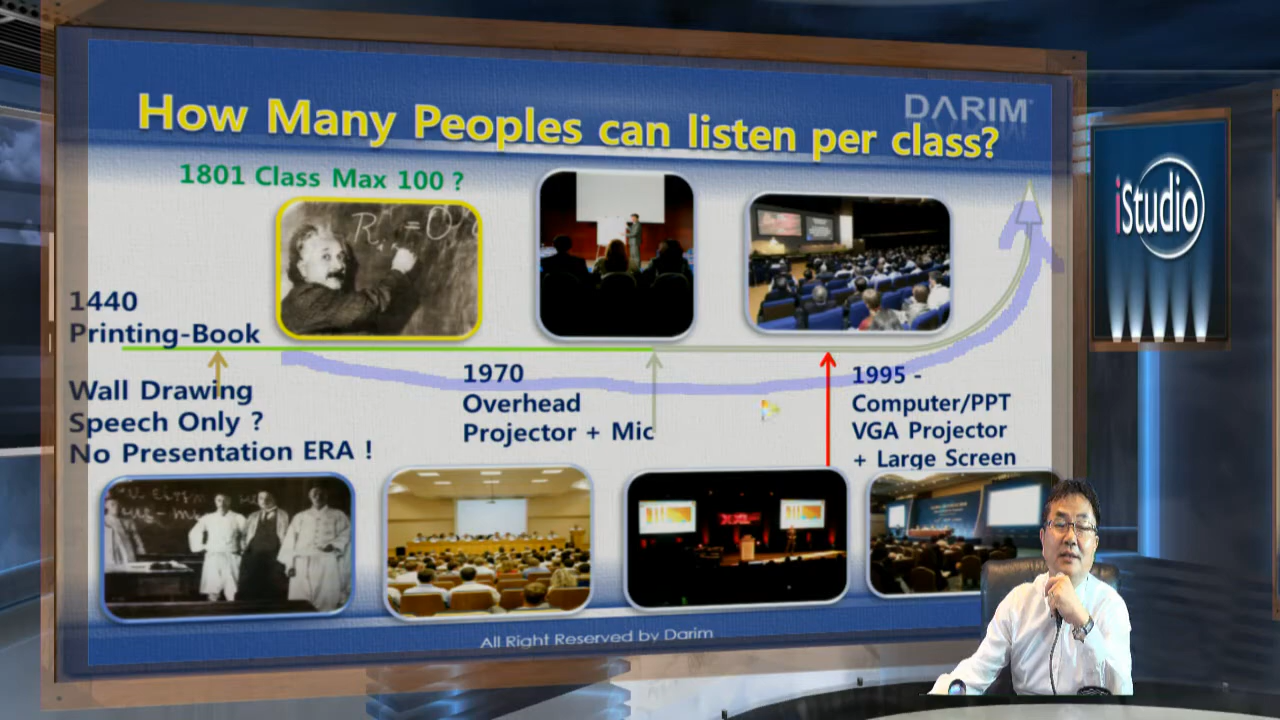 How Many Peoples can listen per class?
DARIM
1801 Class Max 100 ?
iStudio
1440
Printing-Book
Wall Drawing
Speech Only ?
No Presentation ERA !
1970
Overhead
Projector + Mic
1995 -
Computer/PPT
VGA Projector
+ Large Screen
All Right Reserved by Darim